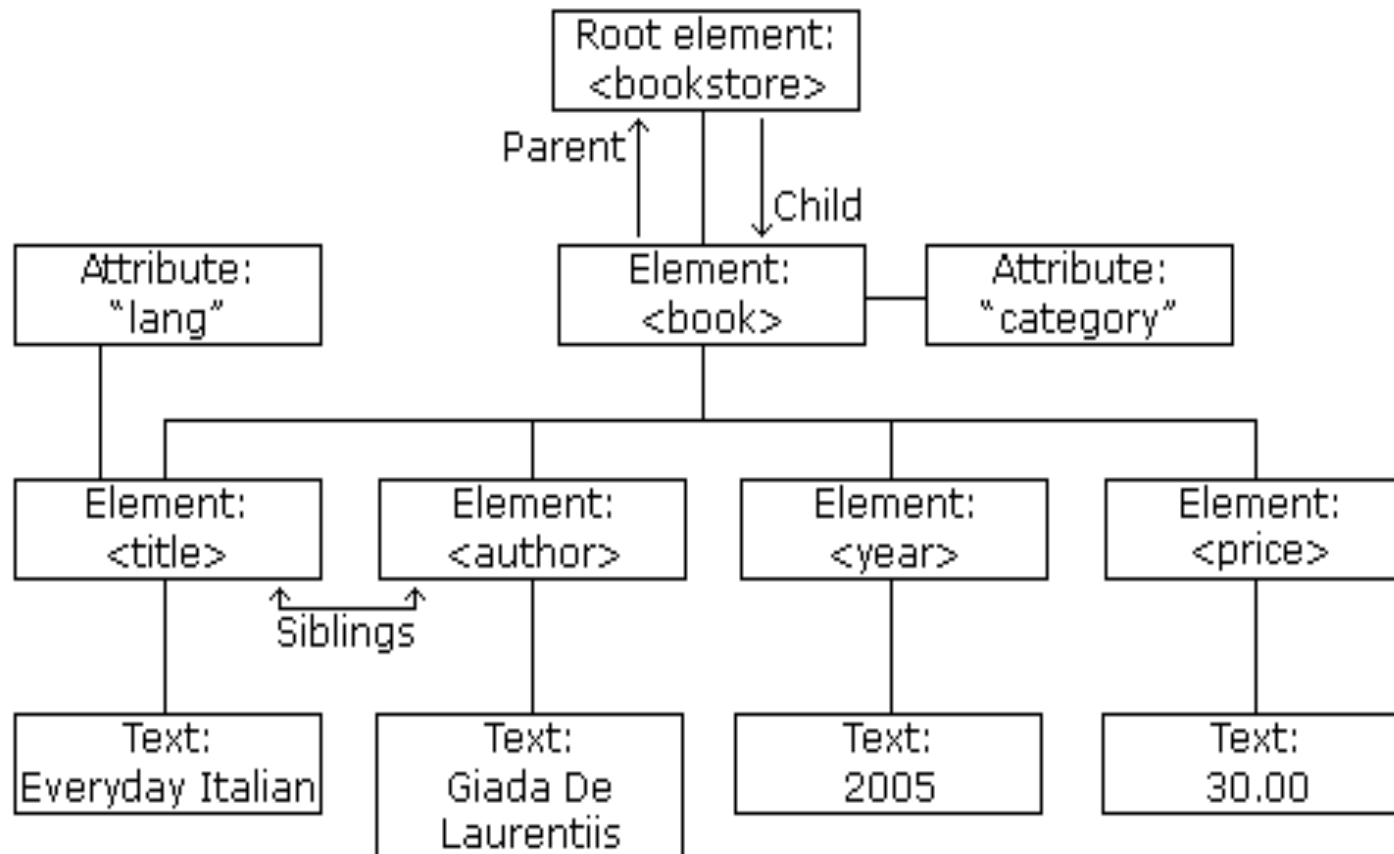 Root element:
<bookstore>
Parent
Child
Attribute:
“lang”
Element:
<book>
Attribute:
“category”
Element:
<title>
Element:
<author>
Element:
<year>
Element:
<price>
Siblings
Text:
Everyday Italian
Text:
Giada De
Laurentiis
Text:
2005
Text:
30.00